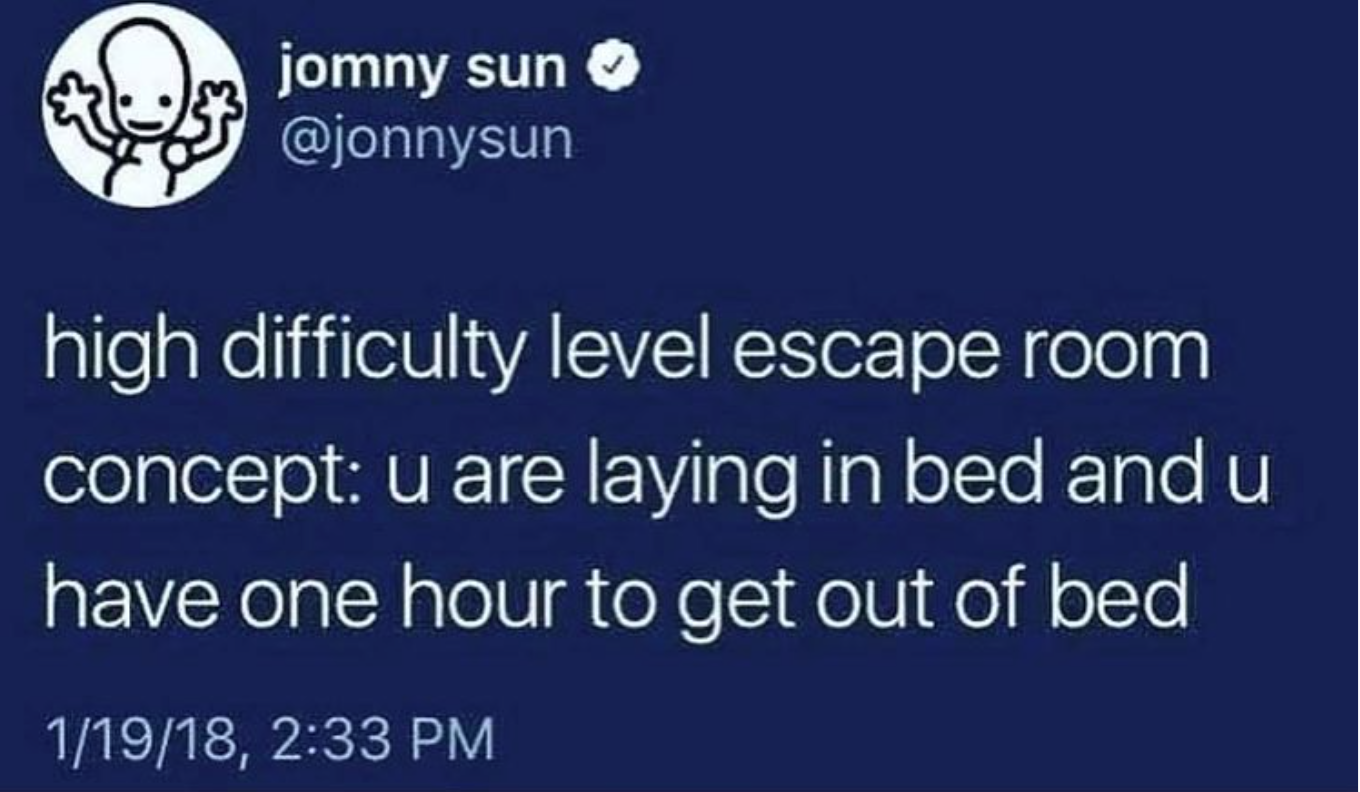 jomny sun
@jonnysun
high difficulty level escape room
concept: u are laying in bed and u
have one hour to get out of bed
1/19/18, 2:33 PM